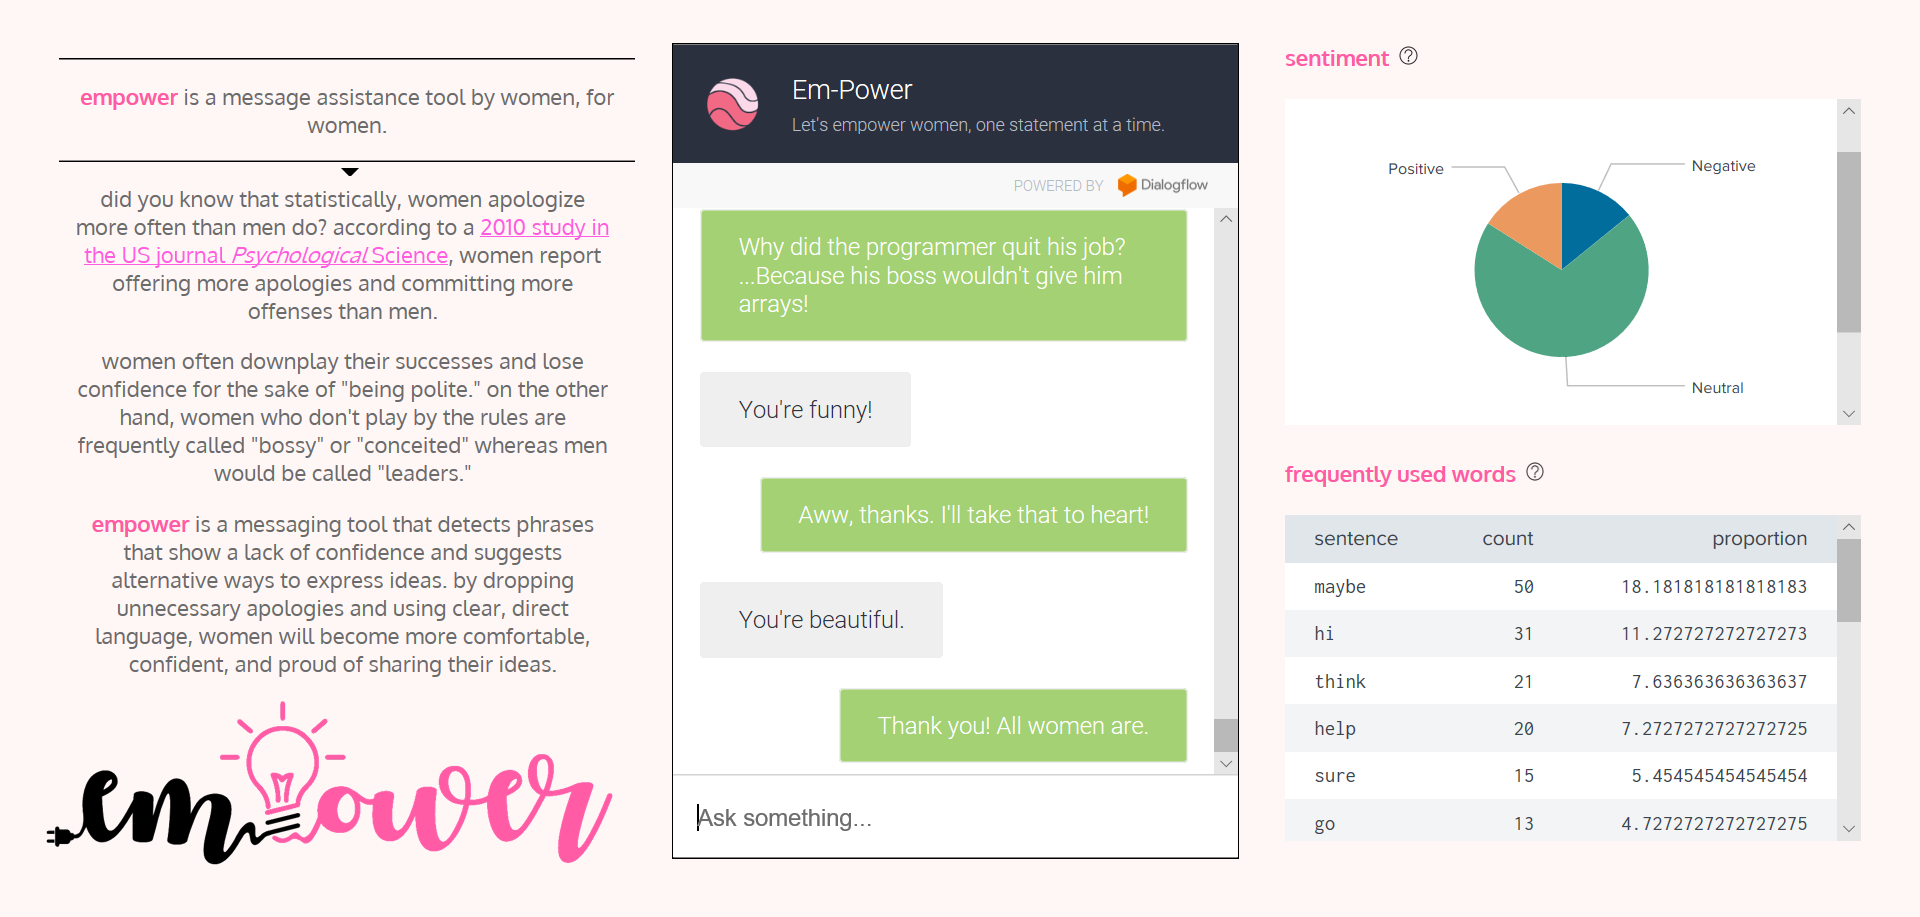 empower is a message assistance tool by women, for
women.
did you know that statistically, women apologize
more often than men do? according to a 2010 study in
the US journal Psychological Science, women report
offering more apologies and committing more
offenses than men.
women often downplay their successes and lose
confidence for the sake of "being polite." on the other
hand, women who don't play by the rules are
frequently called "bossy" or "conceited" whereas men
would be called "leaders."
empower is a messaging tool that detects phrases
that show a lack of confidence and suggests
alternative ways to express ideas. by dropping
unnecessary apologies and using clear, direct
language, women will become more comfortable,
confident, and proud of sharing their ideas.
empower
Em-Power
Let's empower women, one statement at a time.
POWERED BY Dialogflow
Why did the programmer quit his job?
...Because his boss wouldn't give him
arrays!
You're funny!
Aww, thanks. I'll take that to heart!
You're beautiful.
Thank you! All women are.
Ask something...
sentiment ?
Positive
Negative
Neutral
frequently used words ?
sentence count proportion
maybe 50 18.181818181818183
hi 31 11.272727272727273
think 21 7.636363636363637
help 20 7.2727272727272725
sure 15 5.454545454545454
go 13 4.7272727272727275